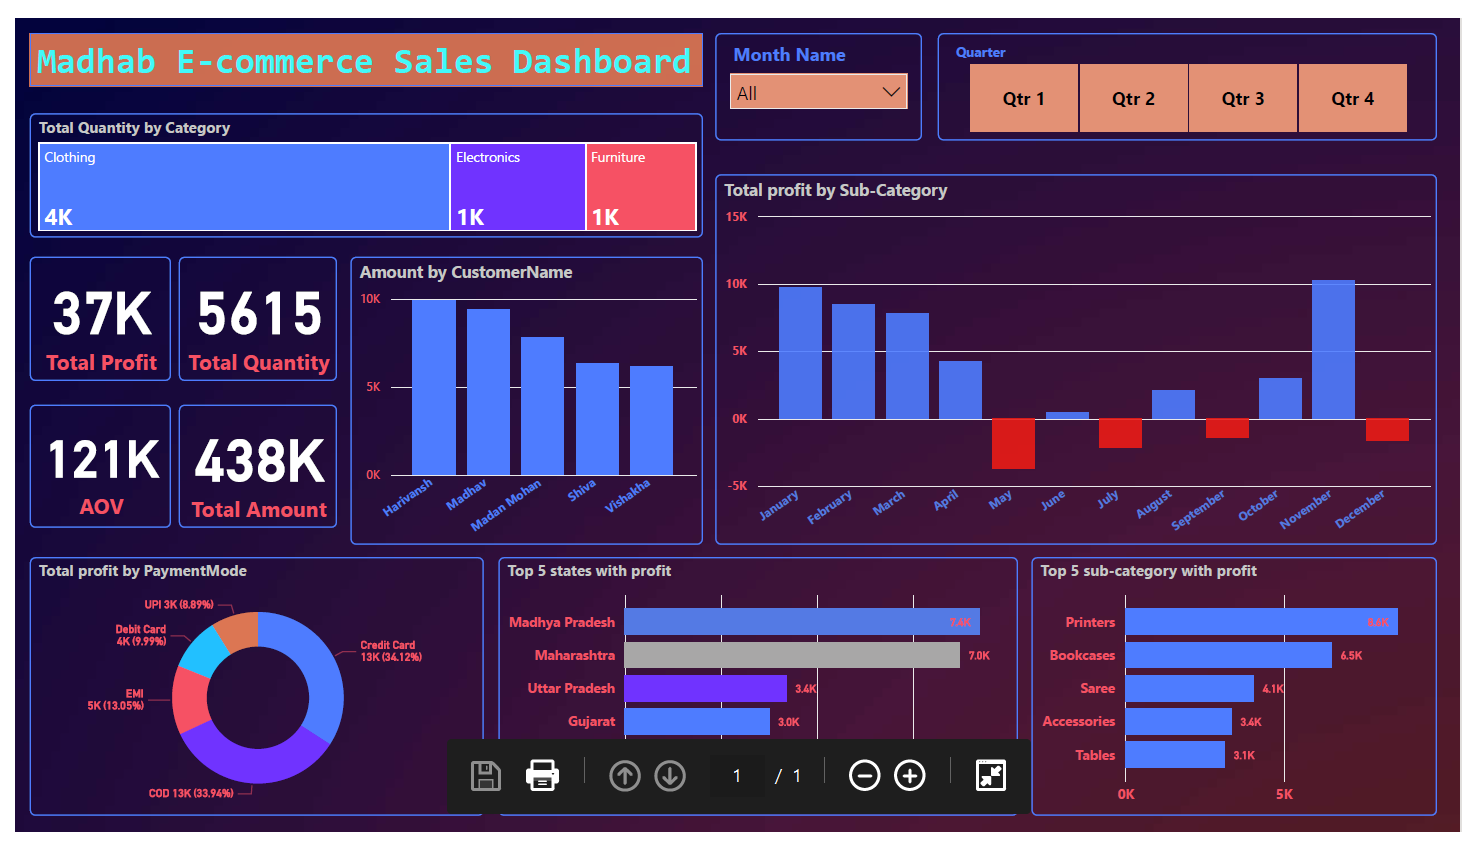 Madhab E-commerce Sales Dashboard
Month Name
All
Quarter
Qtr 1
Qtr 2
Qtr 3
Qtr 4
Total Quantity by Category
Clothing
4K
Electronics
1K
Furniture
1K
37K
Total Profit
5615
Total Quantity
121K
AOV
438K
Total Amount
Amount by CustomerName
10K
5K
0K
Harivansh
Madhav
Madan Mohan
Shiva
Vishakha
Total profit by Sub-Category
15K
10K
5K
0K
-5K
January
February
March
April
May
June
July
August
September
October
November
December
Total profit by PaymentMode
UPI 3K (8.89%)
Debit Card
4K (9.99%)
EMI
5K (13.05%)
COD 13K (33.94%)
Credit Card
13K (34.12%)
Top 5 states with profit
Madhya Pradesh
Maharashtra
7.0K
Uttar Pradesh
3.4K
Gujarat
3.0K
Top 5 sub-category with profit
Printers
Bookcases
6.5K
Saree
4.1K
Accessories
3.4K
Tables
3.1K
0K
5K
1 / 1